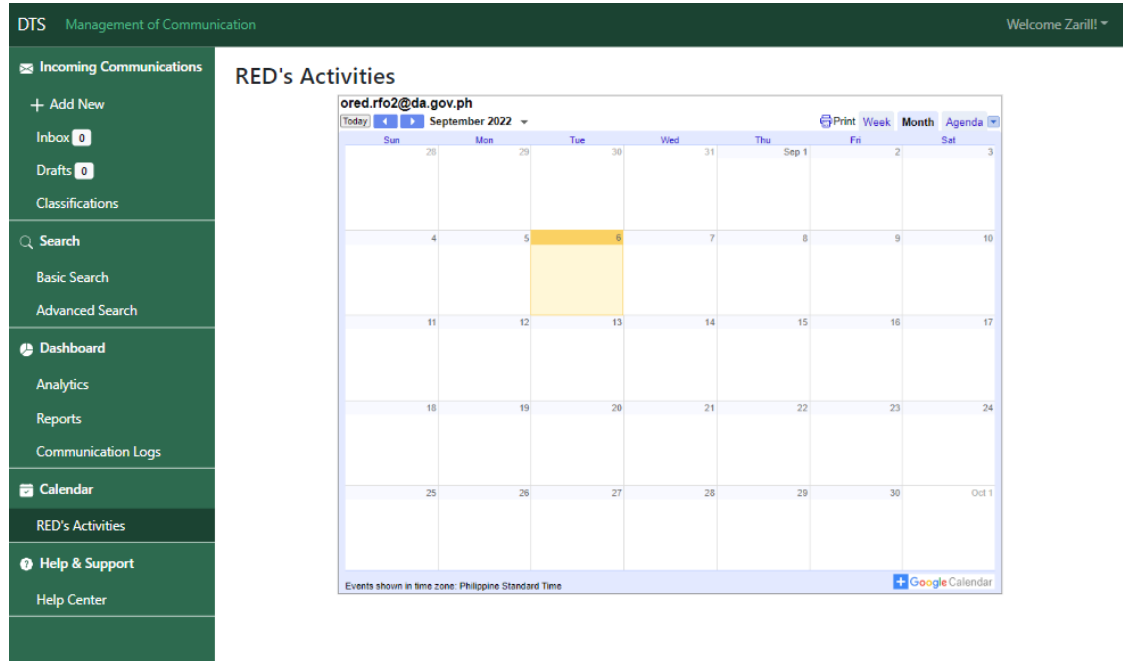 DTS Management of Communication Welcome Zarill!
Incoming Communications
Add New
Inbox 0
Drafts 0
Classifications
Search
Basic Search
Advanced Search
Dashboard
Analytics
Reports
Communication Logs
Calendar
RED's Activities
Help & Support
Help Center
RED's Activities
ored.rfo2@da.gov.ph
Today September 2022 Print Week Month Agenda
Sun Mon Tue Wed Thu Fri Sat
28 29 30 31 Sep 1 2 3
4 5 6 7 8 9 10
11 12 13 14 15 16 17
18 19 20 21 22 23 24
25 26 27 28 29 30 Oct 1
Events shown in time zone: Philippine Standard Time
Google Calendar